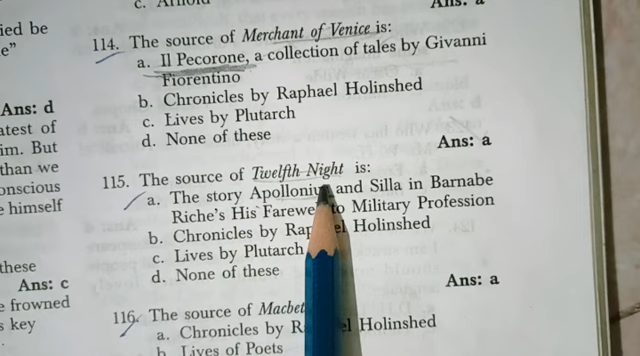 c. Arnold
Ans: a
ied be
e”
114. The source of Merchant of Venice is:
a. Il Pecorone, a collection of tales by Givanni
Fiorentino
b. Chronicles by Raphael Holinshed
c. Lives by Plutarch
d. None of these
Ans: a
Ans: d
atest of
im. But
than we
onscious
e himself
these
Ans: c
e frowned
s key
115. The source of Twelfth Night is:
a. The story Apollonius and Silla in Barnabe
Riche's His Farewe to Military Profession
b. Chronicles by Rap el Holinshed
c. Lives by Plutarch
d. None of these
Ans: a
116. The source of Macbet
a. Chronicles by R el Holinshed
b. Lives of Poets